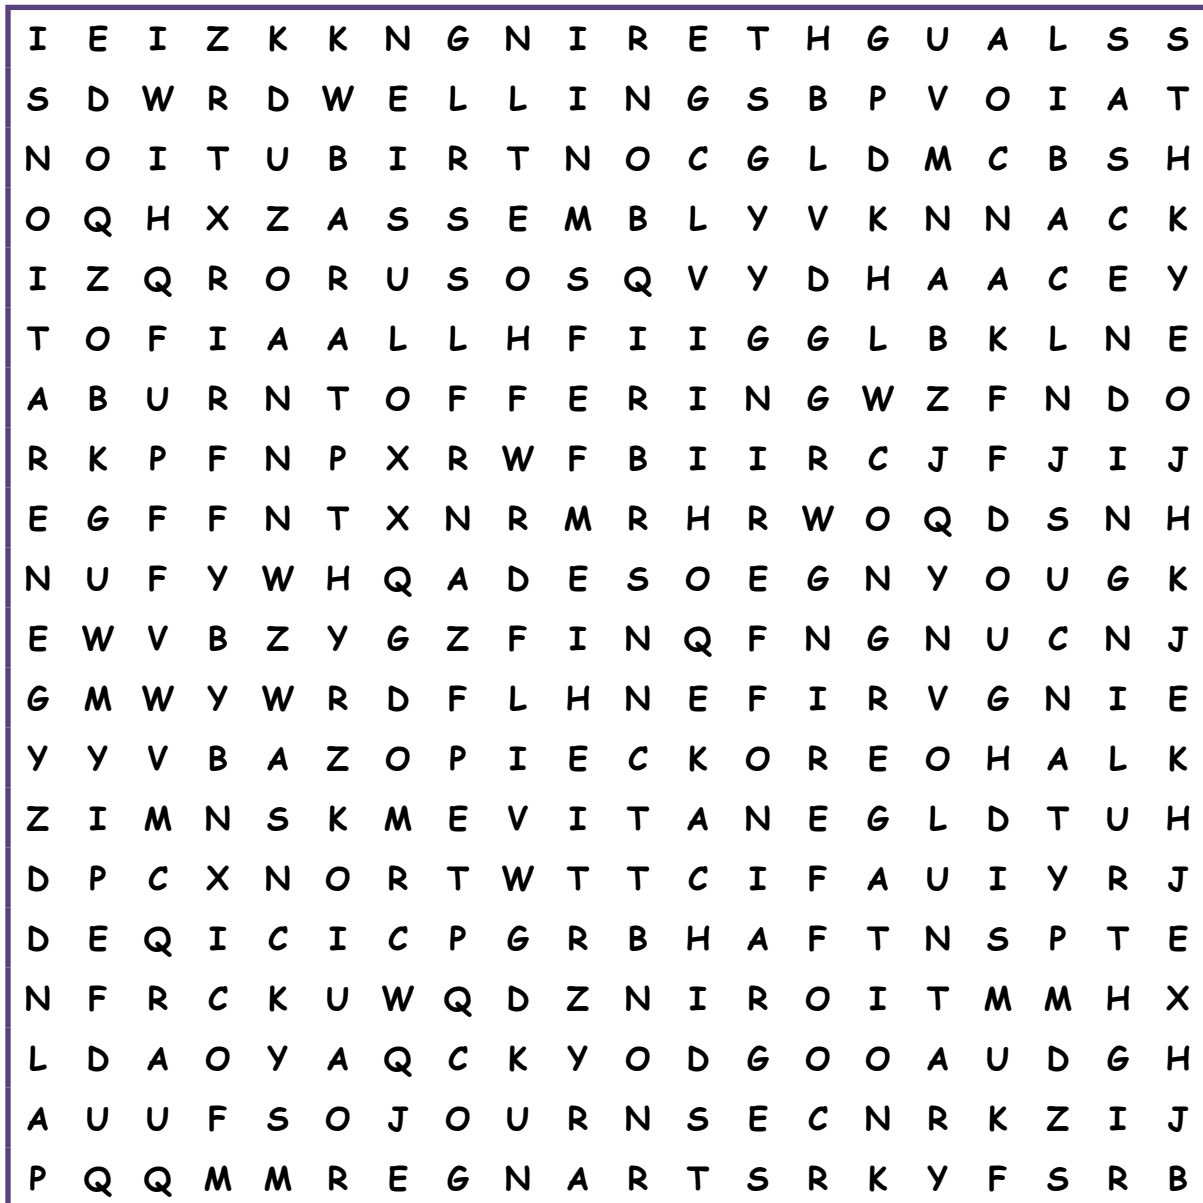 I E I Z K K N G N I R E T H G U A L S S
S D W R D W E L L I N G S B P V O I A T
N O I T U B I R T N O C G L D M C B S H
O Q H X Z A S S E M B L Y V K N N A C K
I Z Q R O R U S O S Q V Y D H A A C E Y
T O F I A A L L H F I I G G L B K L N E
A B U R N T O F F E R I N G W Z F N D O
R K P F N P X R W F B I I R C J F J I J
E G F F N T X N R M R H R W O Q D S N H
N U F Y W H Q A D E S O E G N Y O U G K
E W V B Z Y G Z F I N Q F N G N U C N J
G M W Y W R D F L H N E F I R V G N I E
Y Y V B A Z O P I E C K O R E O H A L K
Z I M N S K M E V I T A N E G L D T U H
D P C X N O R T W T T C I F A U I Y R J
D E Q I C I C P G R B H A F T N S P T E
N F R C K U W Q D Z N I R O I T M M H X
L D A O Y A Q C K Y O D G O O A U D G H
A U U F S O J O U R N S E C N R K Z I J
P Q Q M M R E G N A R T S R K Y F S R B